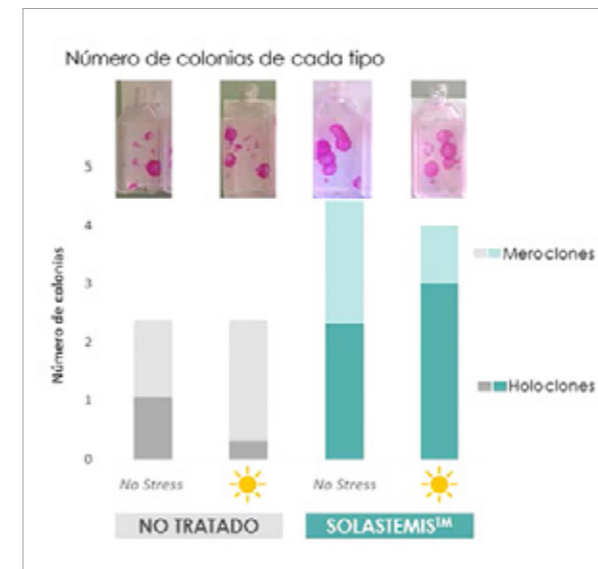 Número de colonias de cada tipo
5
4
3
2
1
0
Número de colonias
Meroclones
Holoclones
No Stress
No Stress
NO TRATADO
SOLASTEMIS™